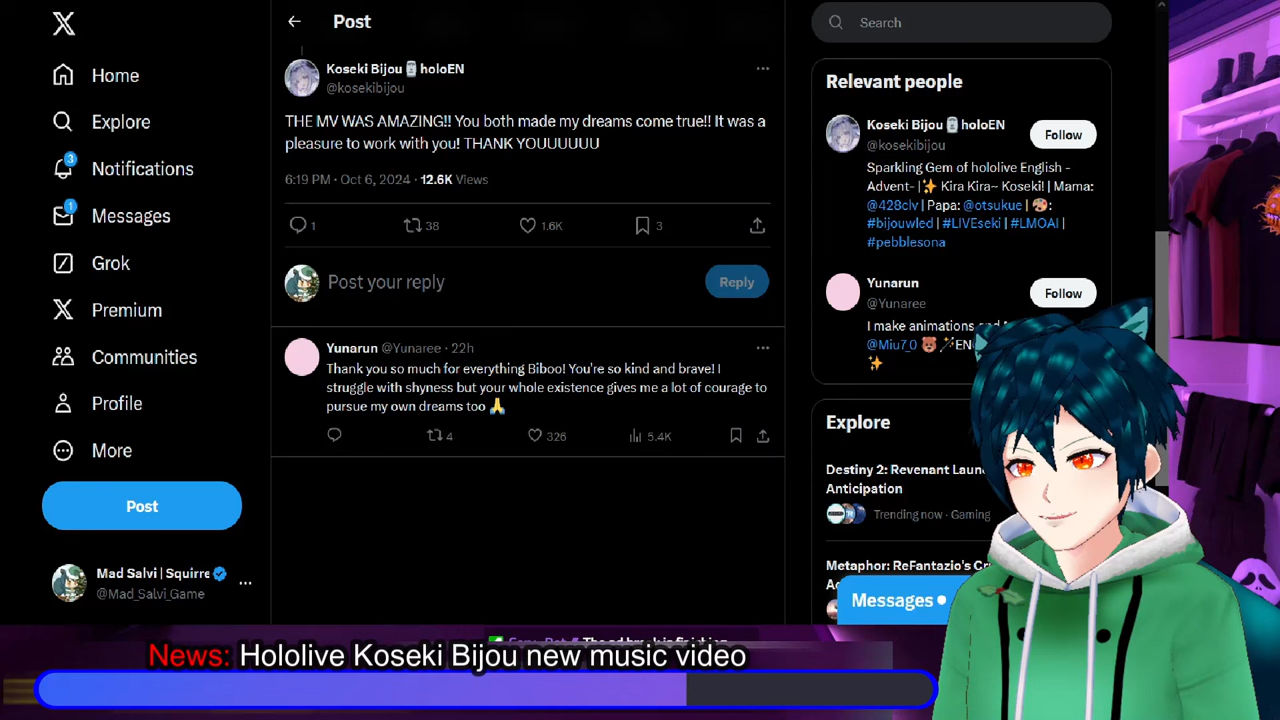 Home
Explore
3
Notifications
1
Messages
Grok
Premium
Communities
Profile
More
Post
Mad Salvi | Squirre
@Mad_Salvi_Game
Post
Koseki Bijou🗿holoEN
@kosekibijou
THE MV WAS AMAZING!! You both made my dreams come true!! It was a
pleasure to work with you! THANK YOUUUUUU
6:19 PM · Oct 6, 2024 · 12.6K Views
1 38 1.6K 3
Post your reply
Reply
Yunarun @Yunaree · 22h
Thank you so much for everything Biboo! You're so kind and brave! I
struggle with shyness but your whole existence gives me a lot of courage to
pursue my own dreams too 🙏
4 326 5.4K
Search
Relevant people
Koseki Bijou🗿holoEN
@kosekibijou
Follow
Sparkling Gem of hololive English -
Advent- |✨ Kira Kira~ Koseki! | Mama:
@428clv | Papa: @otsukue | 🎨:
#bijouwled | #LIVEseki | #LMOAI |
#pebblesona
Yunarun
@Yunaree
Follow
I make animations and
@Miu7_0 🐻🪄EN
✨
Explore
Destiny 2: Revenant Laun
Anticipation
Trending now · Gaming
Metaphor: ReFantazio's Cr
Messages
News: Hololive Koseki Bijou new music video